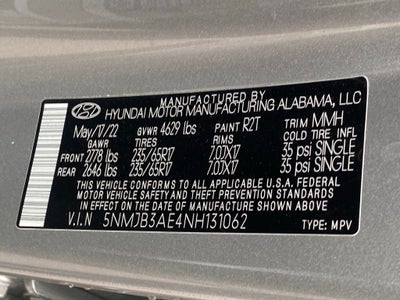 MANUFACTURED BY
HYUNDAI MOTOR MANUFACTURING ALABAMA, LLC
May/17/22 GVWR 4629 lbs PAINT R2T TRIM MMH
GAWR TIRE RIM COLD TIRE INFL
FRONT 2778 lbs 235/65R17 7.0JX17 35 psi SINGLE
REAR 2646 lbs 235/65R17 7.0JX17 35 psi SINGLE
THIS VEHICLE CONFORMS TO ALL APPLICABLE U.S.A. FEDERAL
MOTOR VEHICLE SAFETY AND THEFT PREVENTION STANDARDS
IN EFFECT ON THE DATE OF MANUFACTURE SHOWN ABOVE.
V.I.N 5NMJB3AE4NH131062 TYPE: MPV